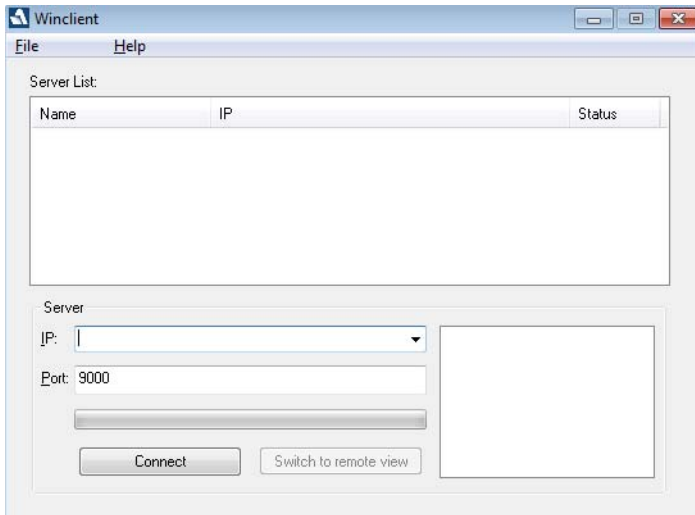 Winclient
File Help
Server List:
Name IP Status
Server
IP:
Port: 9000
Connect Switch to remote view